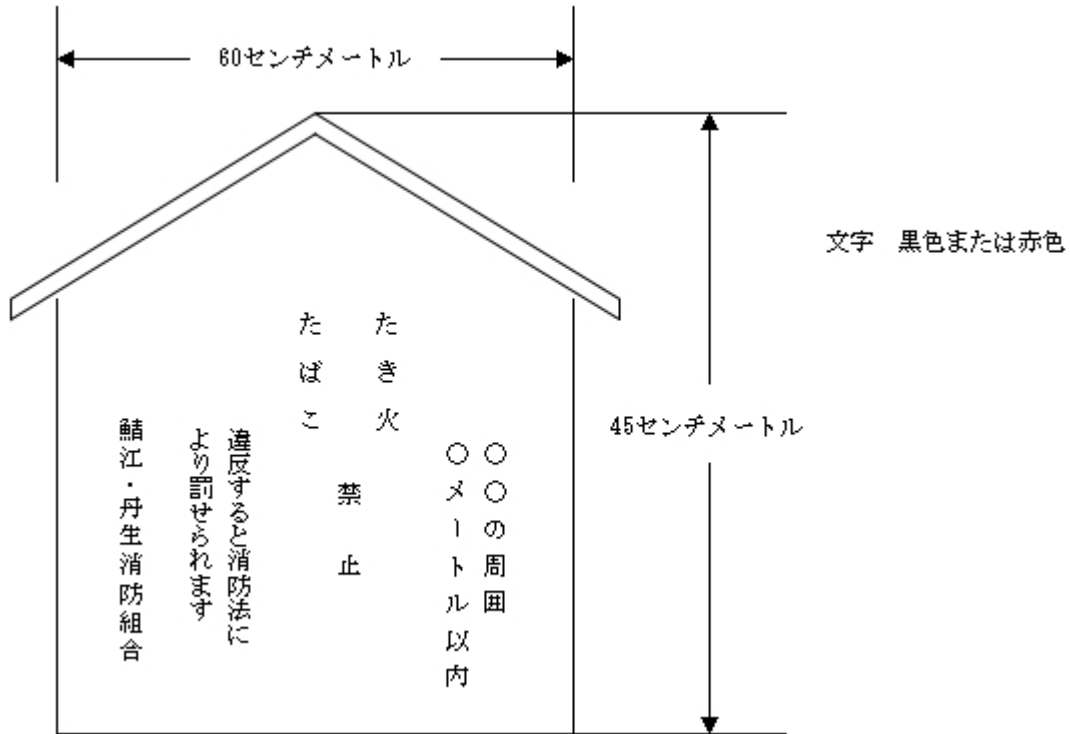 60センチメートル
文字　黒色または赤色
45センチメートル
○○の周囲
○メートル以内
たき火
たばこ
禁止
違反すると消防法に
より罰せられます
鯖江・丹生消防組合